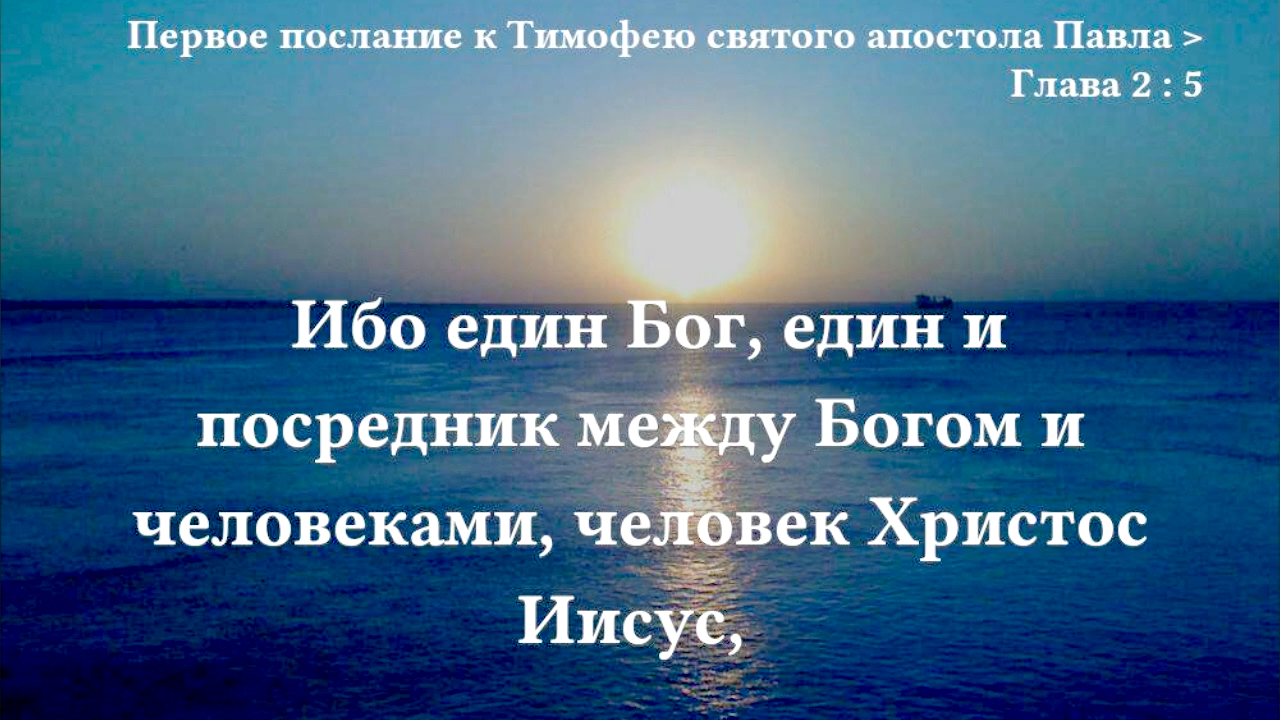 Первое послание к Тимофею святого апостола Павла >
Глава 2 : 5
Ибо един Бог, един и
посредник между Богом и
человеками, человек Христос
Иисус,